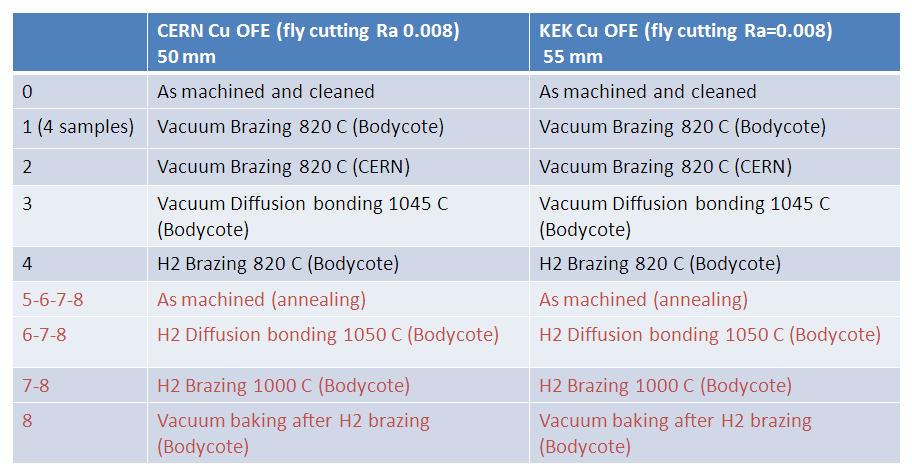 CERN Cu OFE (fly cutting Ra 0.008)
50 mm
KEK Cu OFE (fly cutting Ra=0.008)
55 mm
0
As machined and cleaned
As machined and cleaned
1 (4 samples)
Vacuum Brazing 820 C (Bodycote)
Vacuum Brazing 820 C (Bodycote)
2
Vacuum Brazing 820 C (CERN)
Vacuum Brazing 820 C (CERN)
3
Vacuum Diffusion bonding 1045 C
(Bodycote)
Vacuum Diffusion bonding 1045 C
(Bodycote)
4
H2 Brazing 820 C (Bodycote)
H2 Brazing 820 C (Bodycote)
5-6-7-8
As machined (annealing)
As machined (annealing)
6-7-8
H2 Diffusion bonding 1050 C (Bodycote)
H2 Diffusion bonding 1050 C (Bodycote)
7-8
H2 Brazing 1000 C (Bodycote)
H2 Brazing 1000 C (Bodycote)
8
Vacuum baking after H2 brazing
(Bodycote)
Vacuum baking after H2 brazing
(Bodycote)